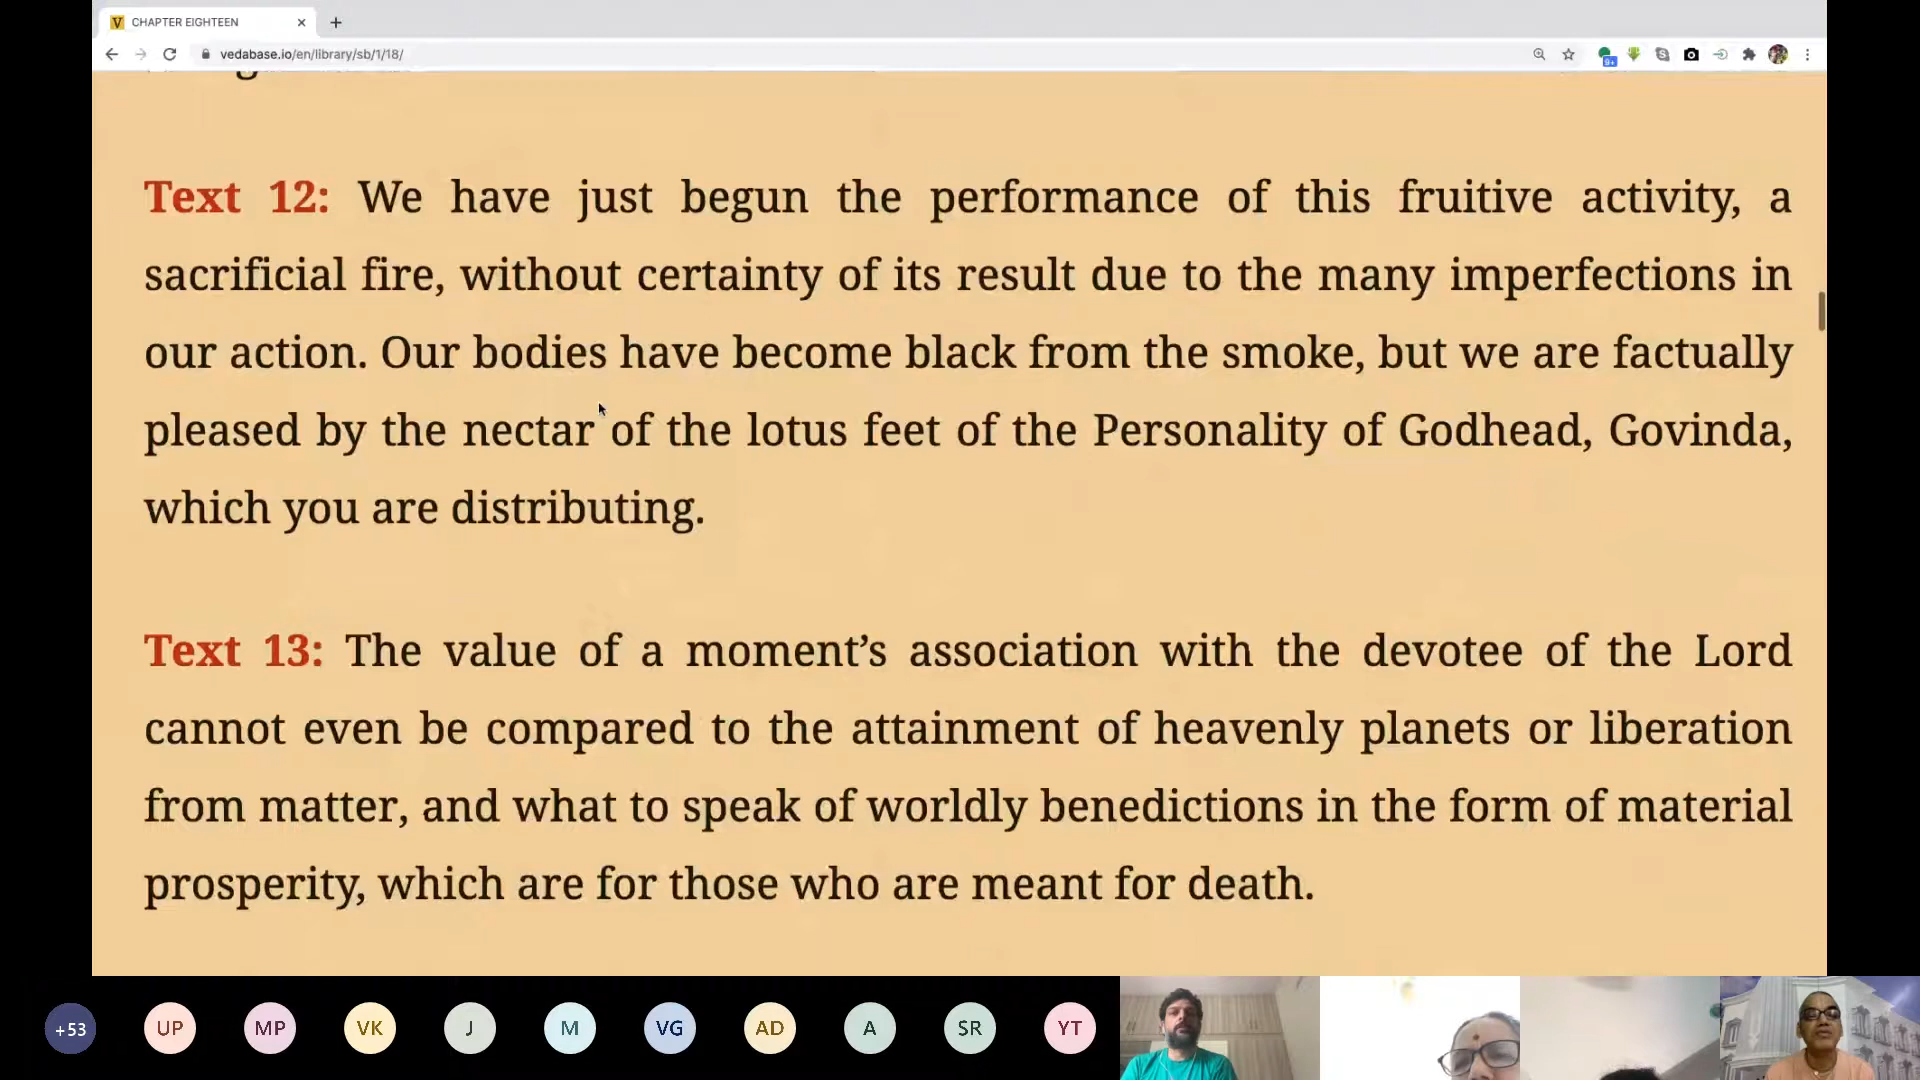 CHAPTER EIGHTEEN
vedabase.io/en/library/sb/1/18/
9+
Text 12: We have just begun the performance of this fruitive activity, a
sacrificial fire, without certainty of its result due to the many imperfections in
our action. Our bodies have become black from the smoke, but we are factually
pleased by the nectar of the lotus feet of the Personality of Godhead, Govinda,
which you are distributing.
Text 13: The value of a moment’s association with the devotee of the Lord
cannot even be compared to the attainment of heavenly planets or liberation
from matter, and what to speak of worldly benedictions in the form of material
prosperity, which are for those who are meant for death.
+53 UP MP VK J M VG AD A SR YT